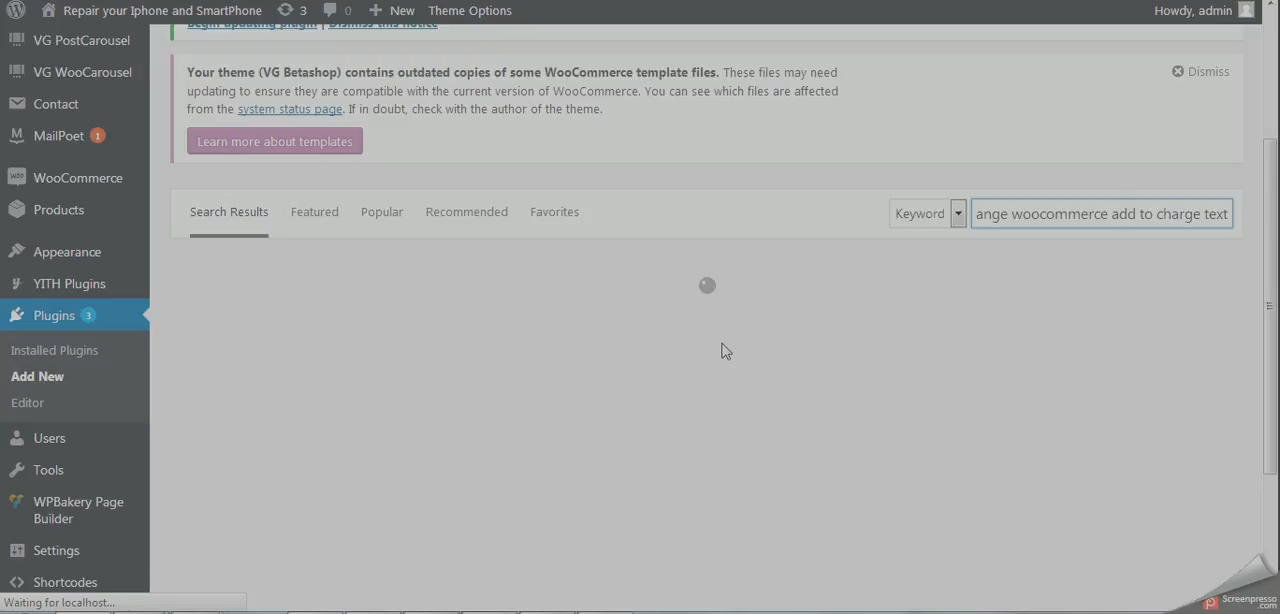 Repair your Iphone and SmartPhone 3 0 New Theme Options Howdy, admin
Begin updating plugin | Dismiss this notice
VG PostCarousel
VG WooCarousel
Contact
MailPoet 1
WooCommerce
Products
Appearance
YITH Plugins
Plugins 3
Installed Plugins
Add New
Editor
Users
Tools
WPBakery Page
Builder
Settings
Shortcodes
Your theme (VG Betashop) contains outdated copies of some WooCommerce template files. These files may need
updating to ensure they are compatible with the current version of WooCommerce. You can see which files are affected
from the system status page. If in doubt, check with the author of the theme.
Dismiss
Learn more about templates
Search Results Featured Popular Recommended Favorites
Keyword ange woocommerce add to charge text
Waiting for localhost...
Screenpresso
.com